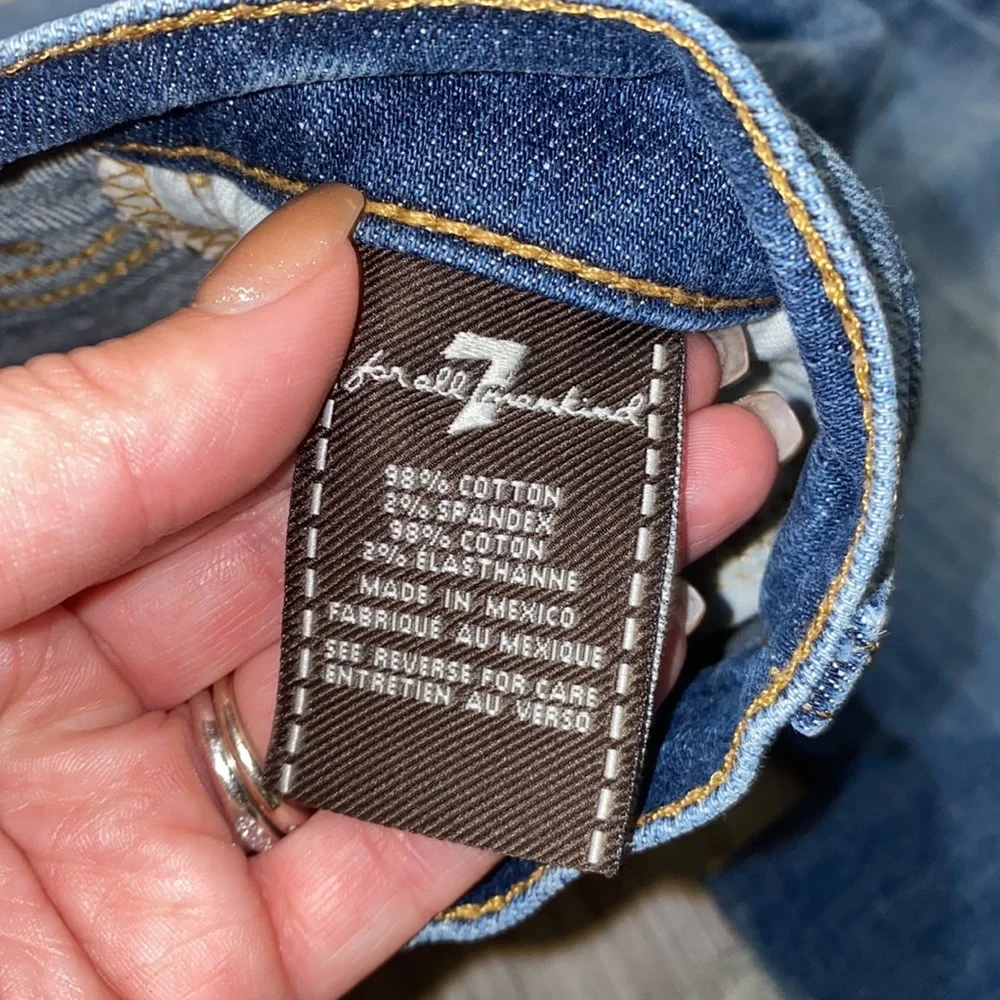 for all 7 mankind
98% COTTON
2% SPANDEX
98% COTON
2% ÉLASTHANNE
MADE IN MEXICO
FABRIQUÉ AU MEXIQUE
SEE REVERSE FOR CARE
ENTRETIEN AU VERSO